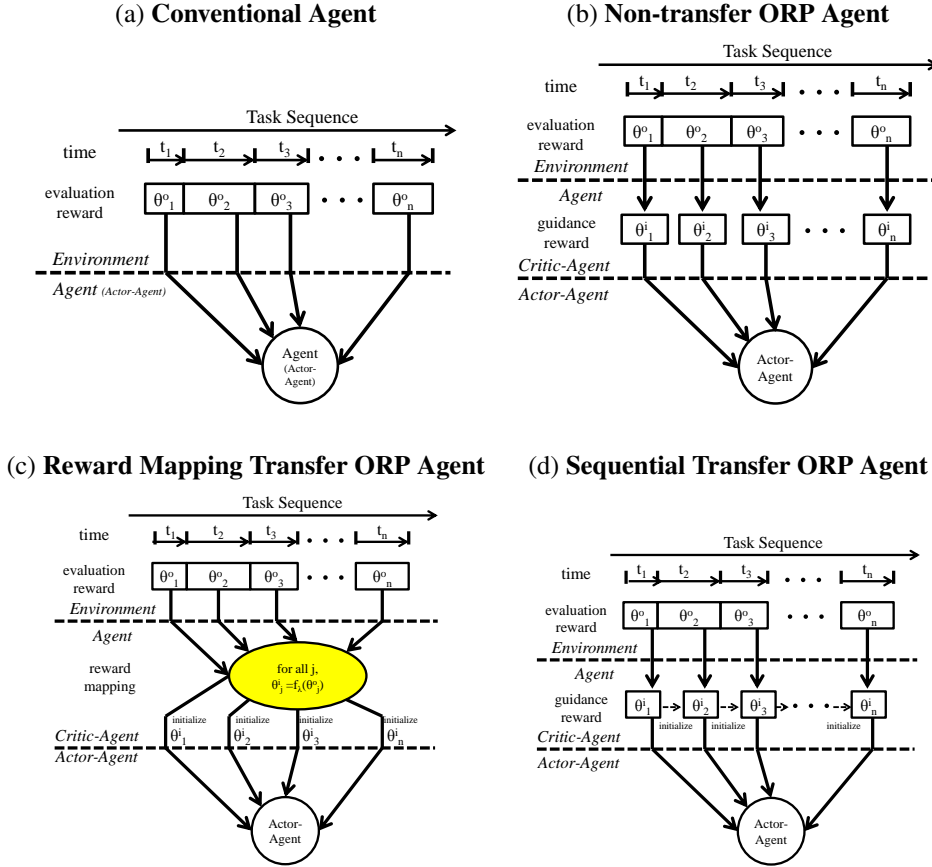 (a) Conventional Agent
Task Sequence
time
t₁ t₂ t₃ • • • • tₙ
evaluation
reward
θᵒ₁ θᵒ₂ θᵒ₃ • • • • θᵒₙ
Environment
Agent (Actor-Agent)
Agent
(Actor-
Agent)
(b) Non-transfer ORP Agent
Task Sequence
time
t₁ t₂ t₃ • • • • tₙ
evaluation
reward
θᵒ₁ θᵒ₂ θᵒ₃ • • • • θᵒₙ
Environment
Agent
guidance
reward
θⁱ₁ θⁱ₂ θⁱ₃ • • • • θⁱₙ
Critic-Agent
Actor-Agent
Actor-
Agent
(c) Reward Mapping Transfer ORP Agent
Task Sequence
time
t₁ t₂ t₃ • • • • tₙ
evaluation
reward
θᵒ₁ θᵒ₂ θᵒ₃ • • • • θᵒₙ
Environment
Agent
reward
mapping
for all j,
θⁱⱼ =f_λ(θᵒⱼ)
initialize initialize initialize initialize
Critic-Agent θⁱ₁ θⁱ₂ θⁱ₃ θⁱₙ
Actor-Agent
Actor-
Agent
(d) Sequential Transfer ORP Agent
Task Sequence
time
t₁ t₂ t₃ • • • • tₙ
evaluation
reward
θᵒ₁ θᵒ₂ θᵒ₃ • • • • θᵒₙ
Environment
Agent
guidance
reward
θⁱ₁ θⁱ₂ θⁱ₃ • • • θⁱₙ
initialize initialize initialize
Critic-Agent
Actor-Agent
Actor-
Agent